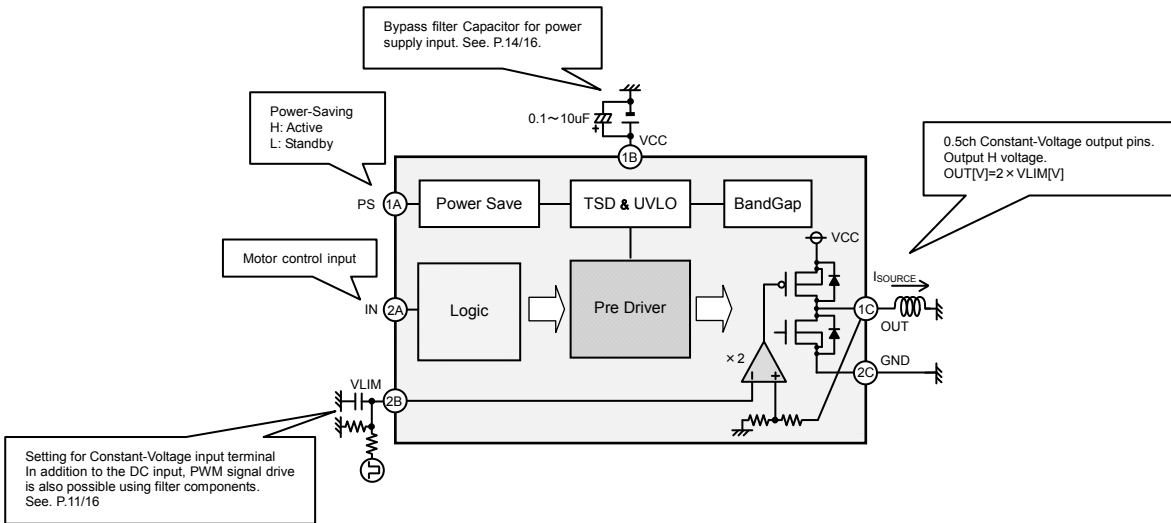 Bypass filter Capacitor for power
supply input. See. P.14/16.
Power-Saving
H: Active
L: Standby
0.1～10uF
+
VCC
1B
0.5ch Constant-Voltage output pins.
Output H voltage.
OUT[V]=2×VLIM[V]
PS
1A
Power Save
TSD & UVLO
BandGap
VCC
Motor control input
ISOURCE
IN
2A
Logic
Pre Driver
1C
OUT
×2
GND
2C
VLIM
2B
Setting for Constant-Voltage input terminal
In addition to the DC input, PWM signal drive
is also possible using filter components.
See. P.11/16